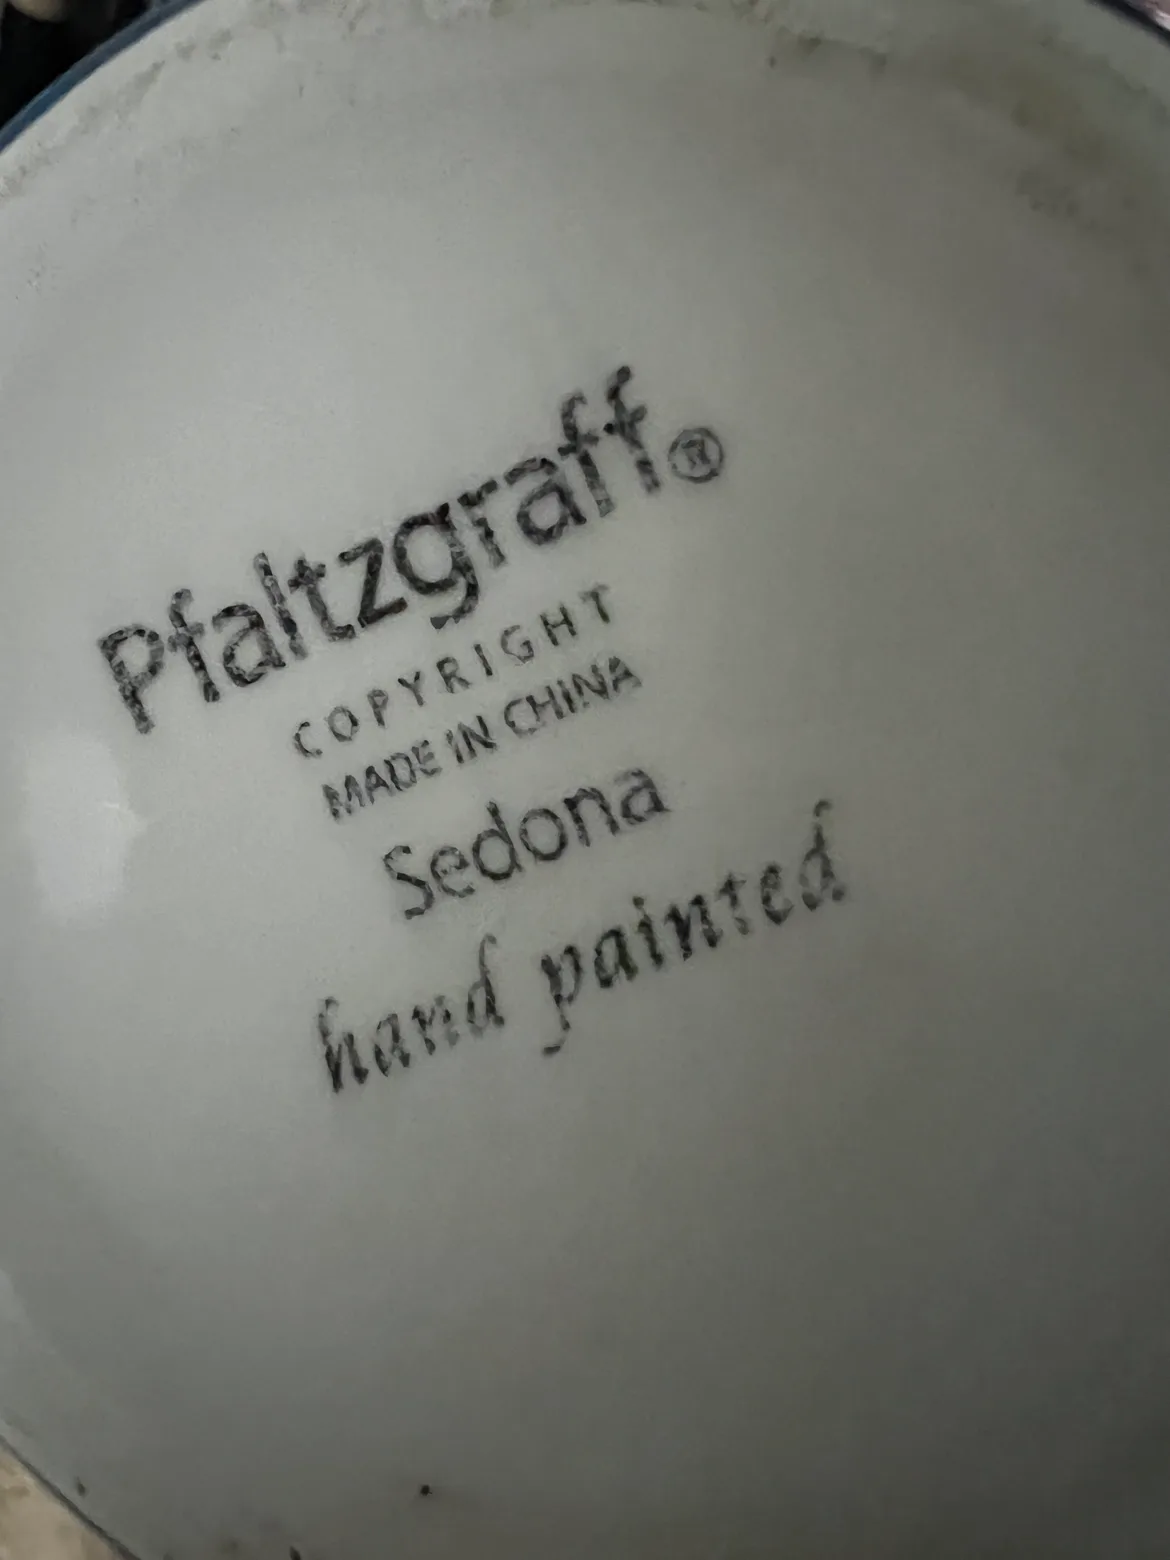 Pfaltzgraff®
COPYRIGHT
MADE IN CHINA
Sedona
hand painted